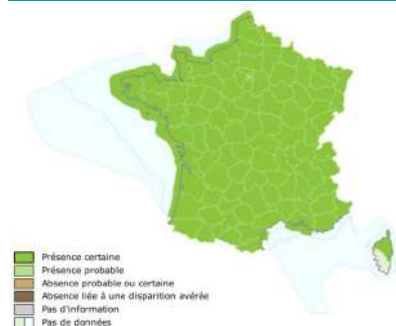 Présence certaine
Présence probable
Absence probable ou certaine
Absence liée à une disparition avérée
Pas d'information
Pas de données